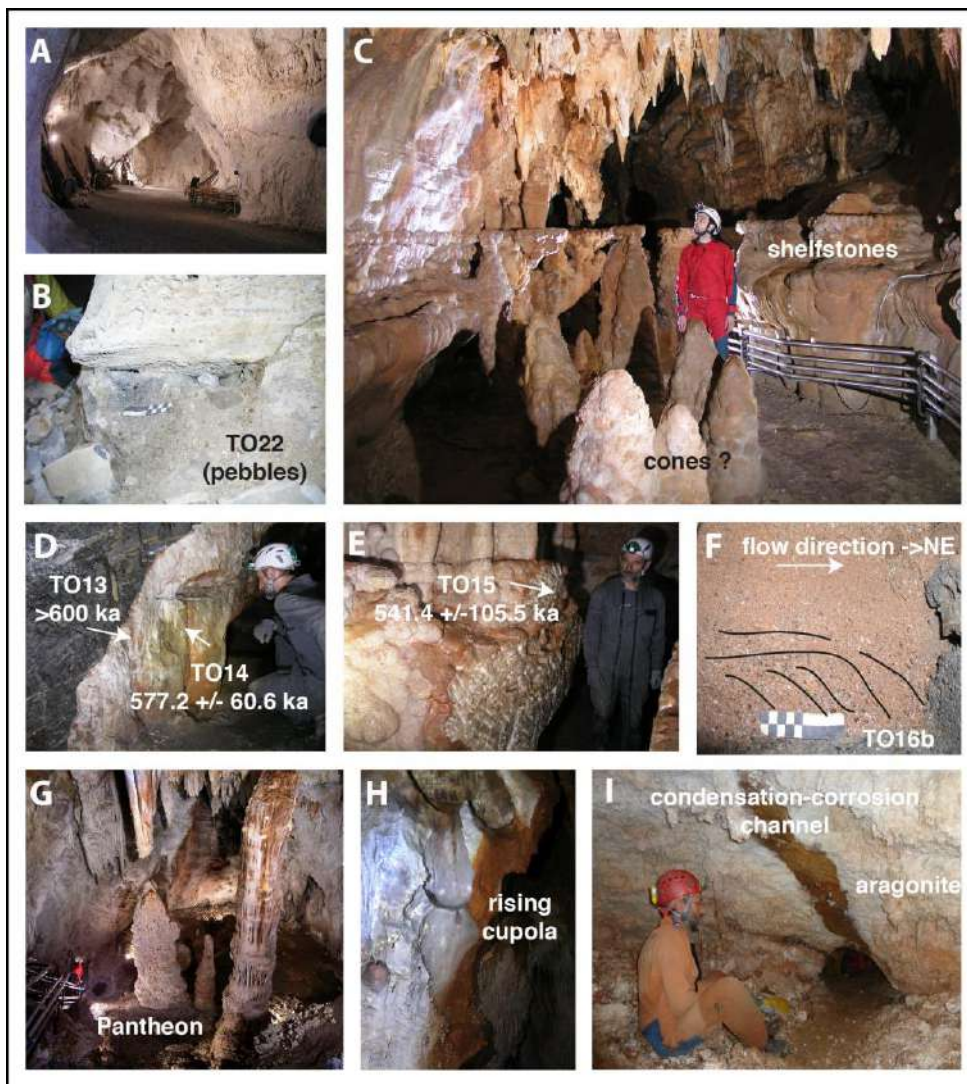 A
B
TO22
(pebbles)
C
shelfstones
cones ?
D
TO13
>600 ka
TO14
577.2 +/- 60.6 ka
E
TO15
541.4 +/-105.5 ka
F
flow direction ->NE
TO16b
G
Pantheon
H
rising
cupola
I
condensation-corrosion
channel
aragonite